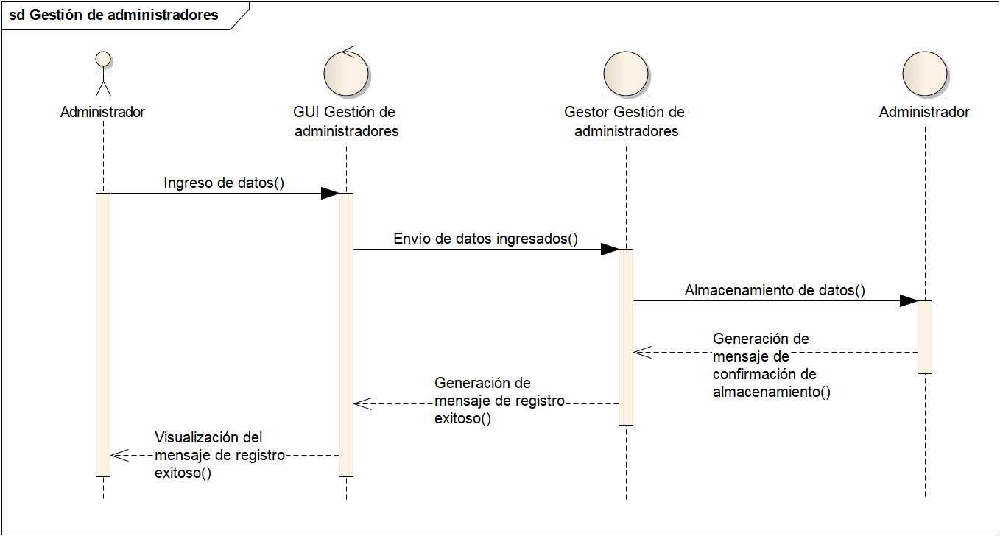 sd Gestión de administradores
Administrador
GUI Gestión de
administradores
Gestor Gestión de
administradores
Administrador
Ingreso de datos()
Envío de datos ingresados()
Almacenamiento de datos()
Generación de
mensaje de
confirmación de
almacenamiento()
Generación de
mensaje de registro
exitoso()
Visualización del
mensaje de registro
exitoso()